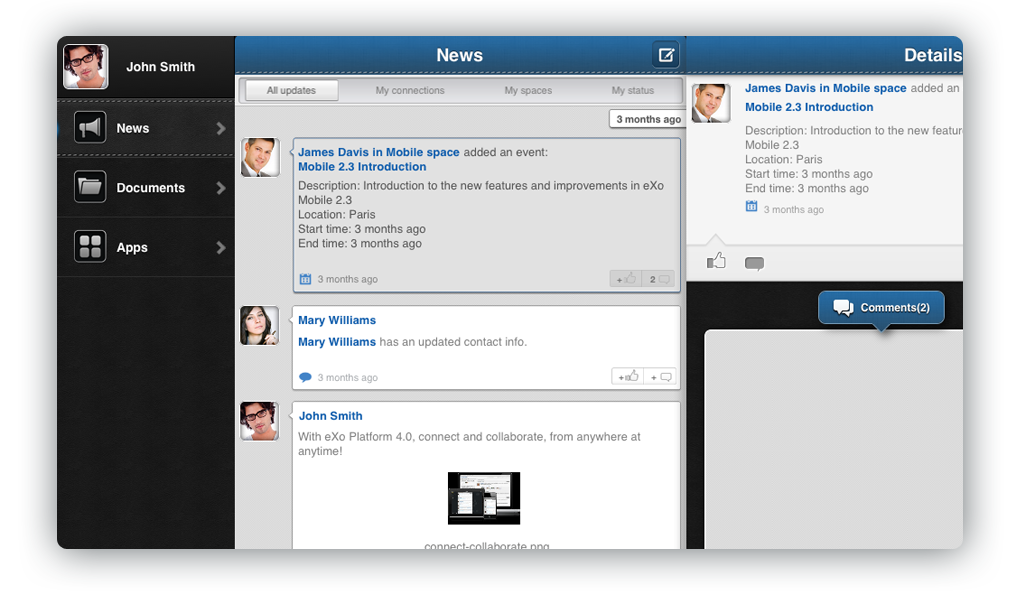 John Smith
News
Documents
Apps
News
All updates
My connections
My spaces
My status
3 months ago
James Davis in Mobile space added an event:
Mobile 2.3 Introduction
Description: Introduction to the new features and improvements in eXo
Mobile 2.3
Location: Paris
Start time: 3 months ago
End time: 3 months ago
3 months ago
+
2
Mary Williams
Mary Williams has an updated contact info.
3 months ago
+
+
John Smith
With eXo Platform 4.0, connect and collaborate, from anywhere at
anytime!
connect-collaborate.png
Details
James Davis in Mobile space added an
Mobile 2.3 Introduction
Description: Introduction to the new featur
Mobile 2.3
Location: Paris
Start time: 3 months ago
End time: 3 months ago
3 months ago
Comments(2)